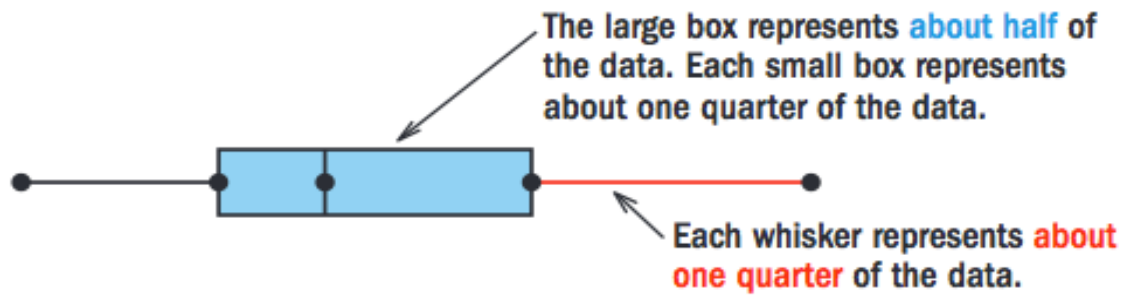 The large box represents about half of
the data. Each small box represents
about one quarter of the data.
Each whisker represents about
one quarter of the data.